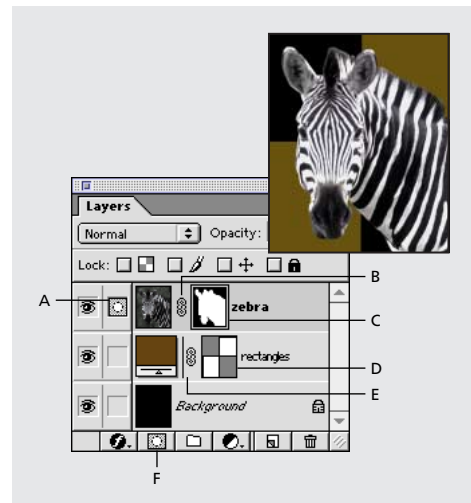 Layers
Normal Opacity:
Lock:
A
B
zebra
C
rectangles
D
E
Background
F